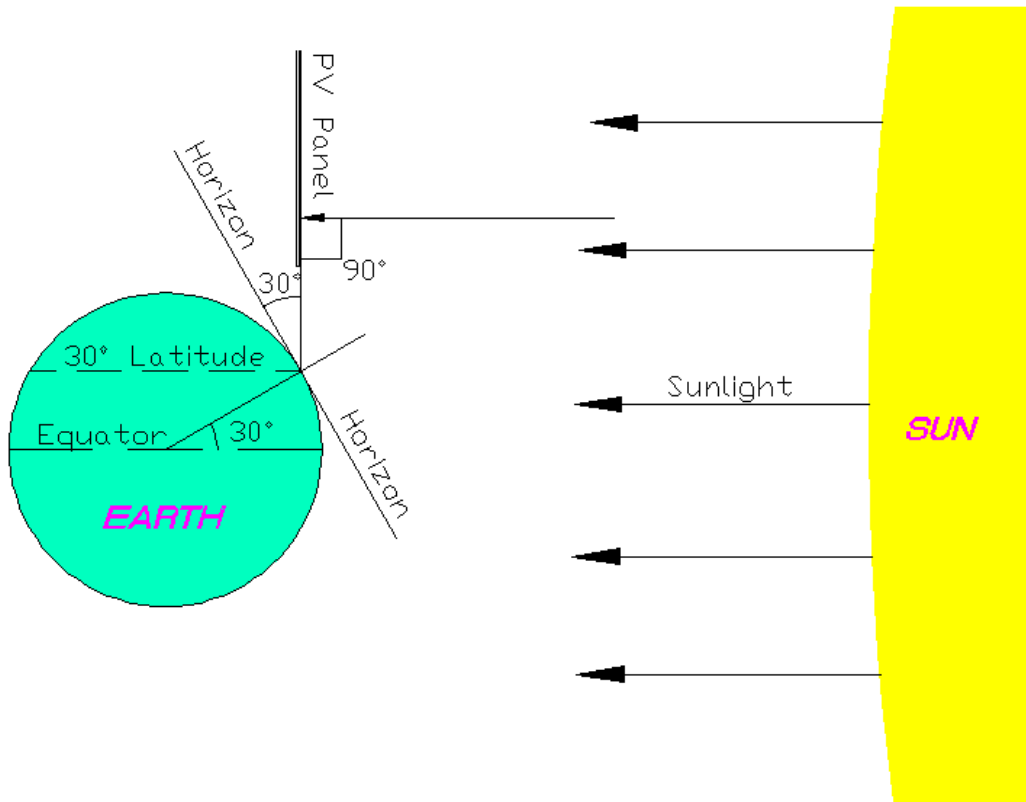 PV Panel
Horizon
90°
30°
30° Latitude
Sunlight
Horizon
Equator
30°
SUN
EARTH